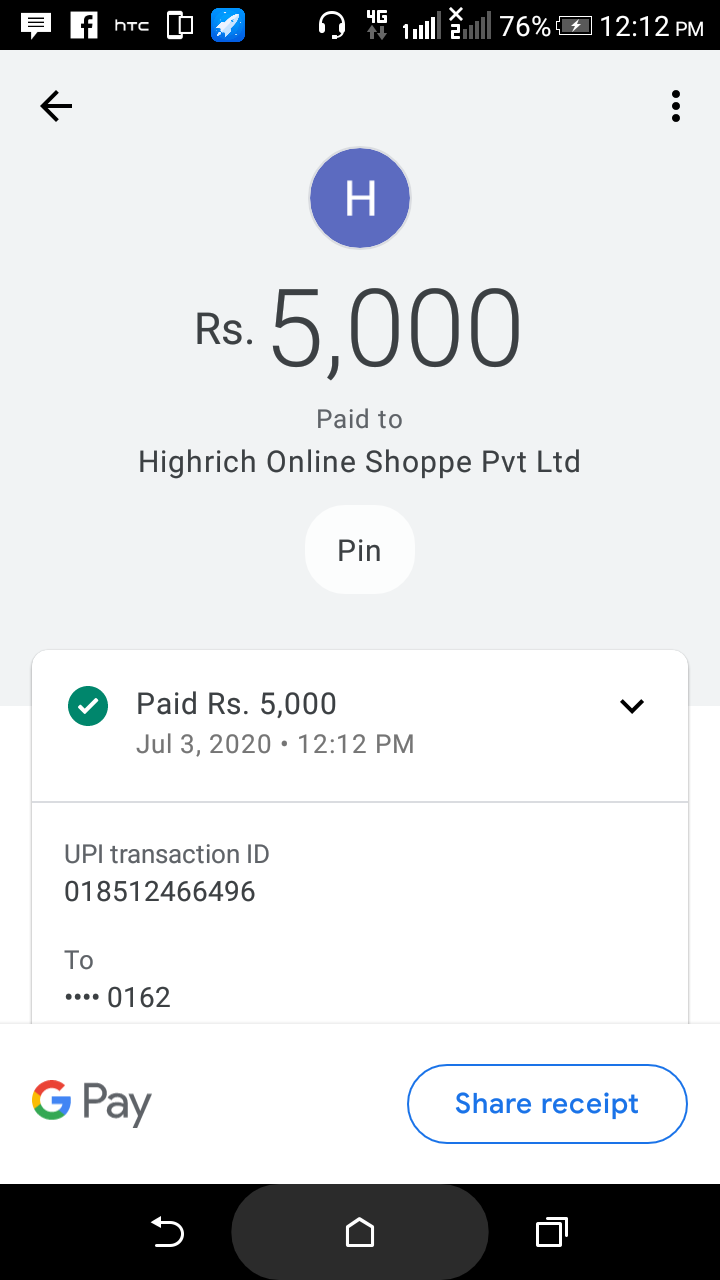 hTC 4G 1 2 76% 12:12 PM
H
Rs. 5,000
Paid to
Highrich Online Shoppe Pvt Ltd
Pin
Paid Rs. 5,000
Jul 3, 2020 • 12:12 PM
UPI transaction ID
018512466496
To
•••• 0162
G Pay
Share receipt